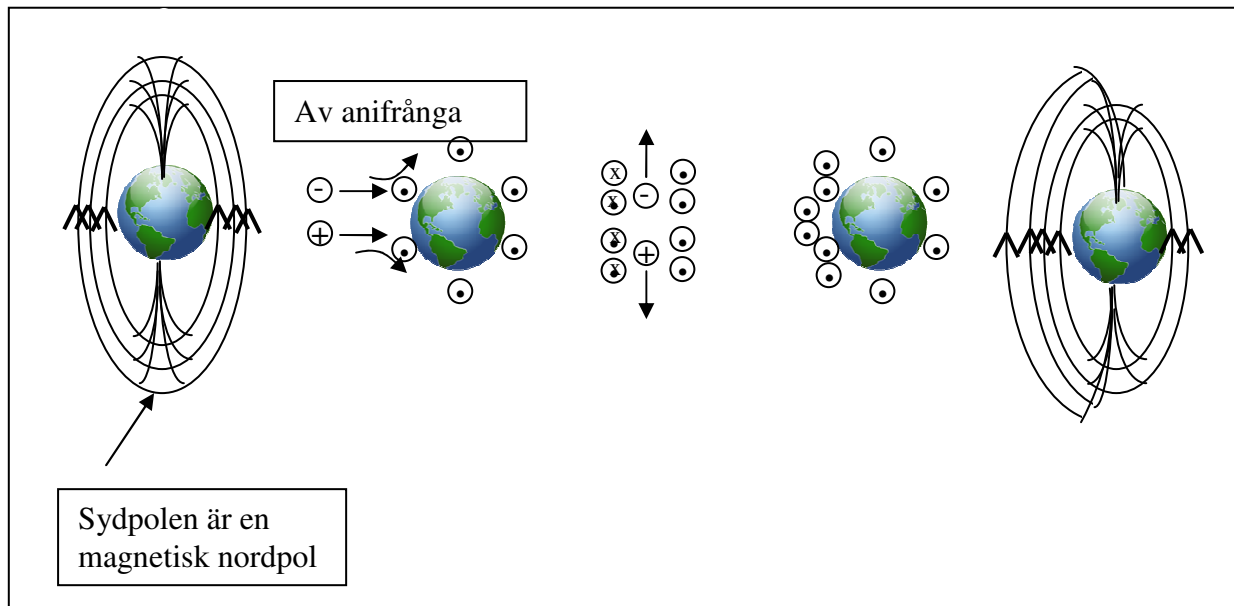 Av anifrånga
-
+
x
x
-
x
x
+
Sydpolen är en
magnetisk nordpol